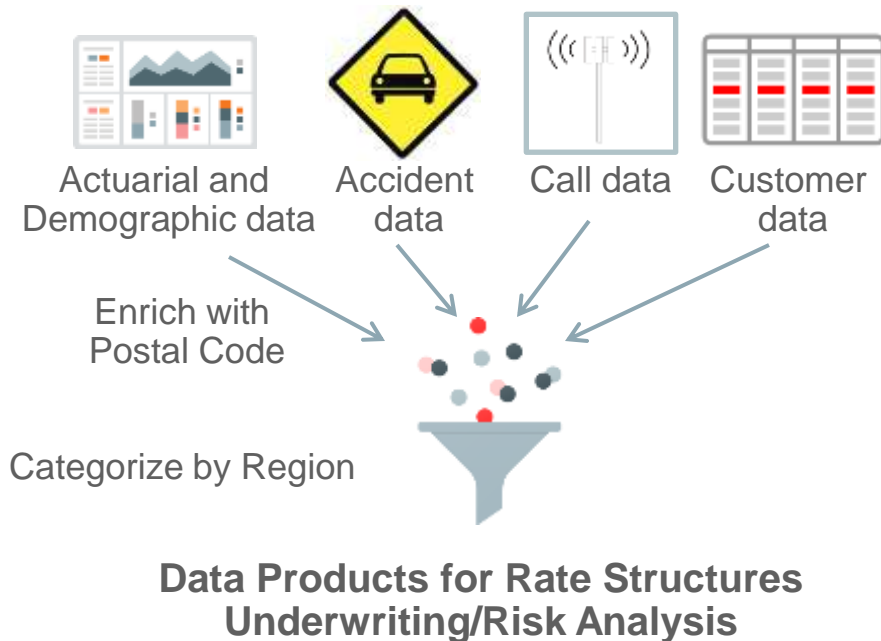 Actuarial and
Demographic data
Accident
data
Call data
Customer
data
Enrich with
Postal Code
Categorize by Region
Data Products for Rate Structures
Underwriting/Risk Analysis